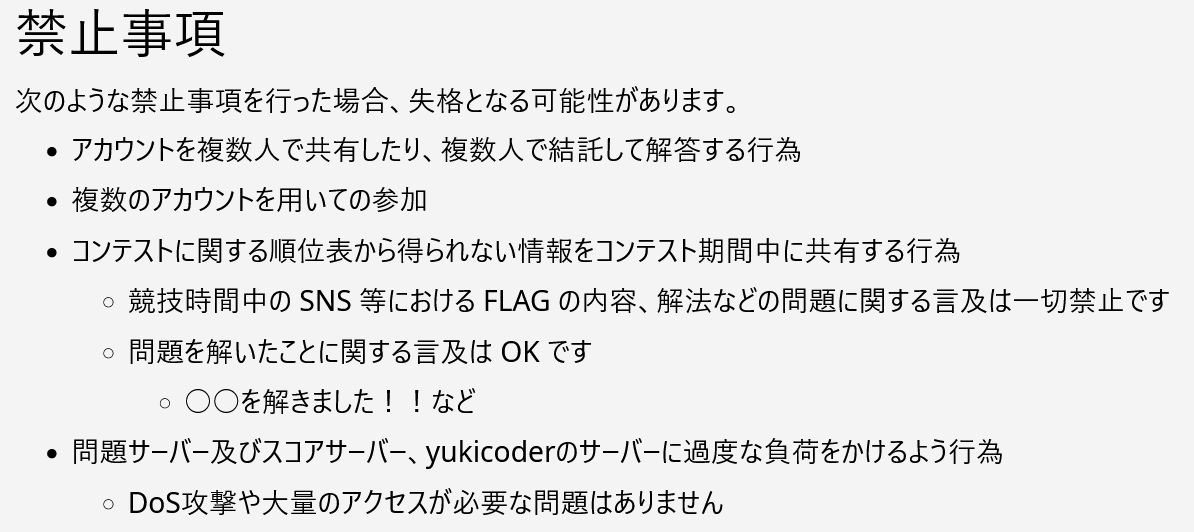 禁止事項
次のような禁止事項を行った場合、失格となる可能性があります。
アカウントを複数人で共有したり、複数人で結託して解答する行為
複数のアカウントを用いての参加
コンテストに関する順位表から得られない情報をコンテスト期間中に共有する行為
競技時間中の SNS 等における FLAG の内容、解法などの問題に関する言及は一切禁止です
問題を解いたことに関する言及は OK です
〇〇を解きました！！など
問題サーバー及びスコアサーバー、yukicoderのサーバーに過度な負荷をかけるよう行為
DoS攻撃や大量のアクセスが必要な問題はありません